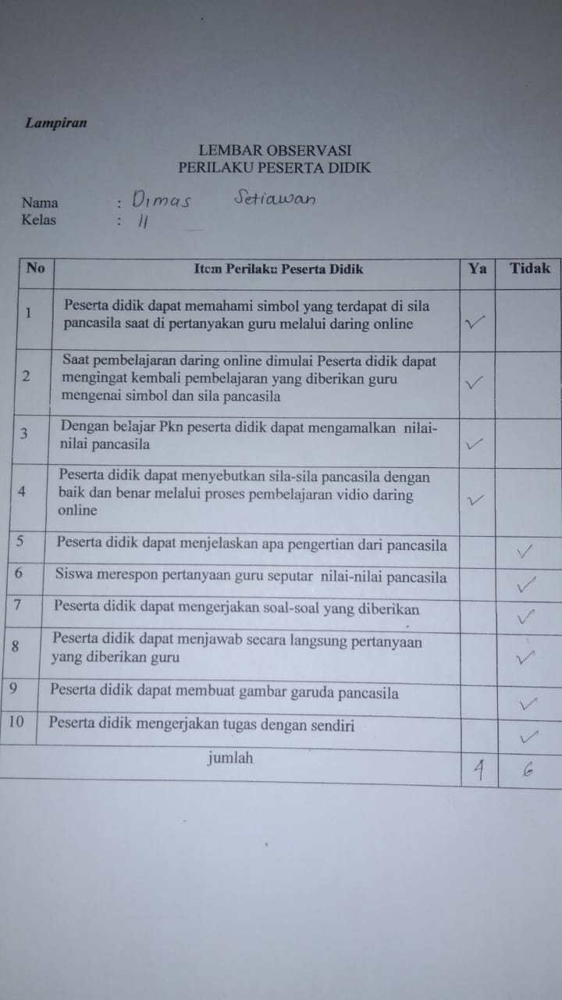 Lampiran
LEMBAR OBSERVASI
PERILAKU PESERTA DIDIK
Nama : Dimas Setiawan
Kelas : II
No Item Perilaku Peserta Didik Ya Tidak
1 Peserta didik dapat memahami simbol yang terdapat di sila
pancasila saat di pertanyakan guru melalui daring online ✓
Saat pembelajaran daring online dimulai Peserta didik dapat
2 mengingat kembali pembelajaran yang diberikan guru ✓
mengenai simbol dan sila pancasila
3 Dengan belajar Pkn peserta didik dapat mengamalkan nilai-
nilai pancasila ✓
Peserta didik dapat menyebutkan sila-sila pancasila dengan
4 baik dan benar melalui proses pembelajaran vidio daring ✓
online
5 Peserta didik dapat menjelaskan apa pengertian dari pancasila ✓
6 Siswa merespon pertanyaan guru seputar nilai-nilai pancasila ✓
7 Peserta didik dapat mengerjakan soal-soal yang diberikan ✓
8 Peserta didik dapat menjawab secara langsung pertanyaan
yang diberikan guru ✓
9 Peserta didik dapat membuat gambar garuda pancasila ✓
10 Peserta didik mengerjakan tugas dengan sendiri ✓
jumlah 4 6